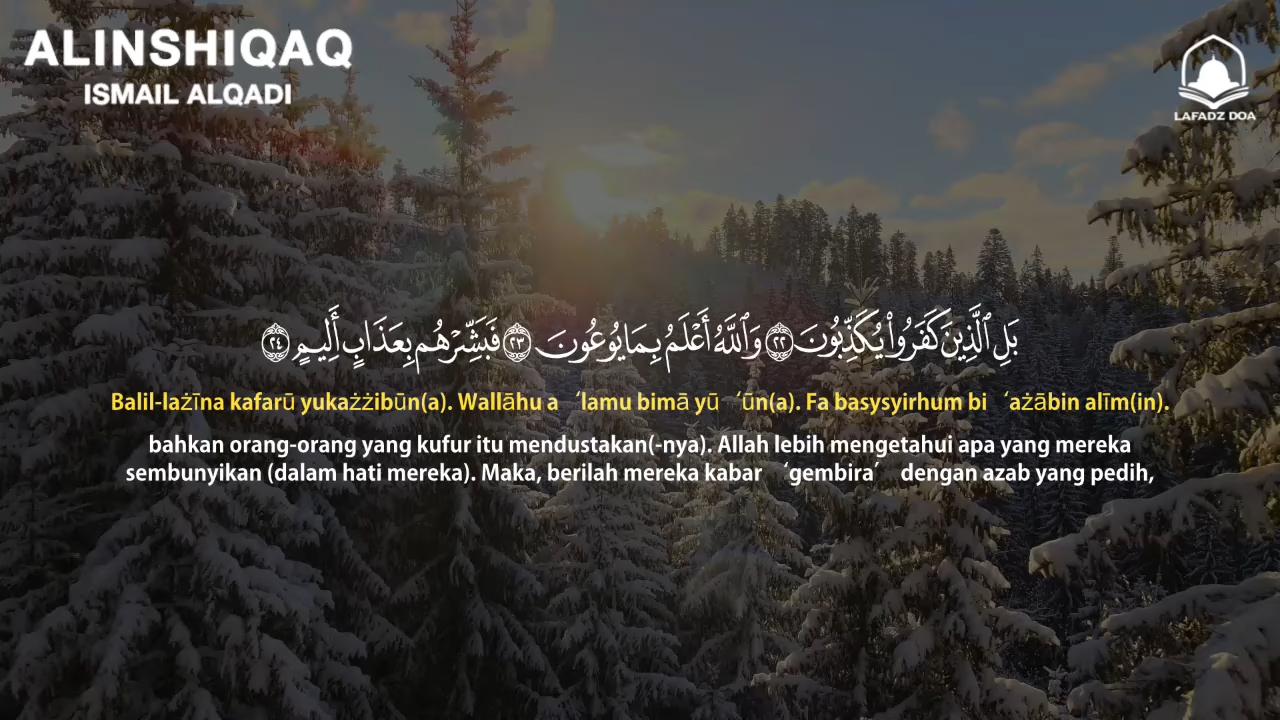 ALINSHIQAQ
ISMAIL ALQADI
LAFADZ DOA
بَلِ ٱلَّذِينَ كَفَرُوا۟ يُكَذِّبُونَ ٢٢ وَٱللَّهُ أَعْلَمُ بِمَا يُوعُونَ ٢٣ فَبَشِّرْهُم بِعَذَابٍ أَلِيمٍ ٢٤
Balil-lażīna kafarū yukażżibūn(a). Wallāhu a‘lamu bimā yū‘ūn(a). Fa basysyirhum bi‘ażābin alīm(in).
bahkan orang-orang yang kufur itu mendustakan(-nya). Allah lebih mengetahui apa yang mereka
sembunyikan (dalam hati mereka). Maka, berilah mereka kabar ‘gembira’ dengan azab yang pedih,